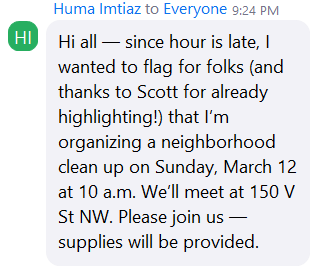 Huma Imtiaz to Everyone 9:24 PM
HI
Hi all — since hour is late, I
wanted to flag for folks (and
thanks to Scott for already
highlighting!) that I’m
organizing a neighborhood
clean up on Sunday, March 12
at 10 a.m. We’ll meet at 150 V
St NW. Please join us —
supplies will be provided.